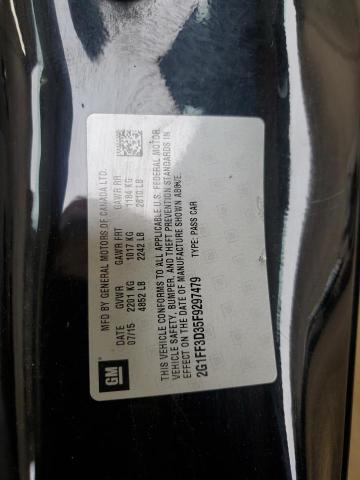 GM
MFD BY GENERAL MOTORS OF CANADA LTD.
DATE GVWR GAWR FRT GAWR RR
07/15 2201 KG 1017 KG 1184 KG
4852 LB 2242 LB 2610 LB
THIS VEHICLE CONFORMS TO ALL APPLICABLE U.S. FEDERAL MOTOR
VEHICLE SAFETY, BUMPER, AND THEFT PREVENTION STANDARDS IN
EFFECT ON THE DATE OF MANUFACTURE SHOWN ABOVE.
2G1FF3D35F9297479 TYPE: PASS CAR